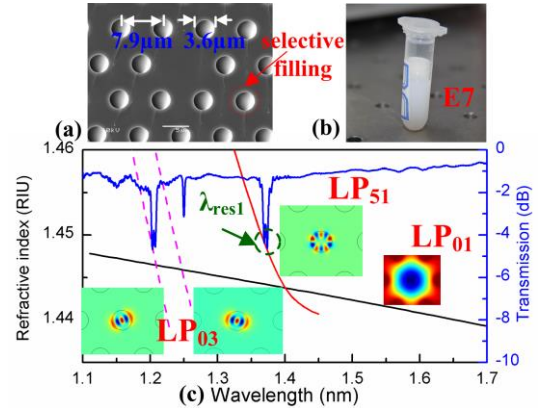 7.9μm
3.6μm
selective
filling
(a)
(b)
E7
1.46
1.45
1.44
Refractive index (RIU)
0
-2
-4
-6
-8
-10
Transmission (dB)
λres1
LP51
LP01
LP03
1.1
1.2
1.3
1.4
1.5
1.6
1.7
(c) Wavelength (nm)